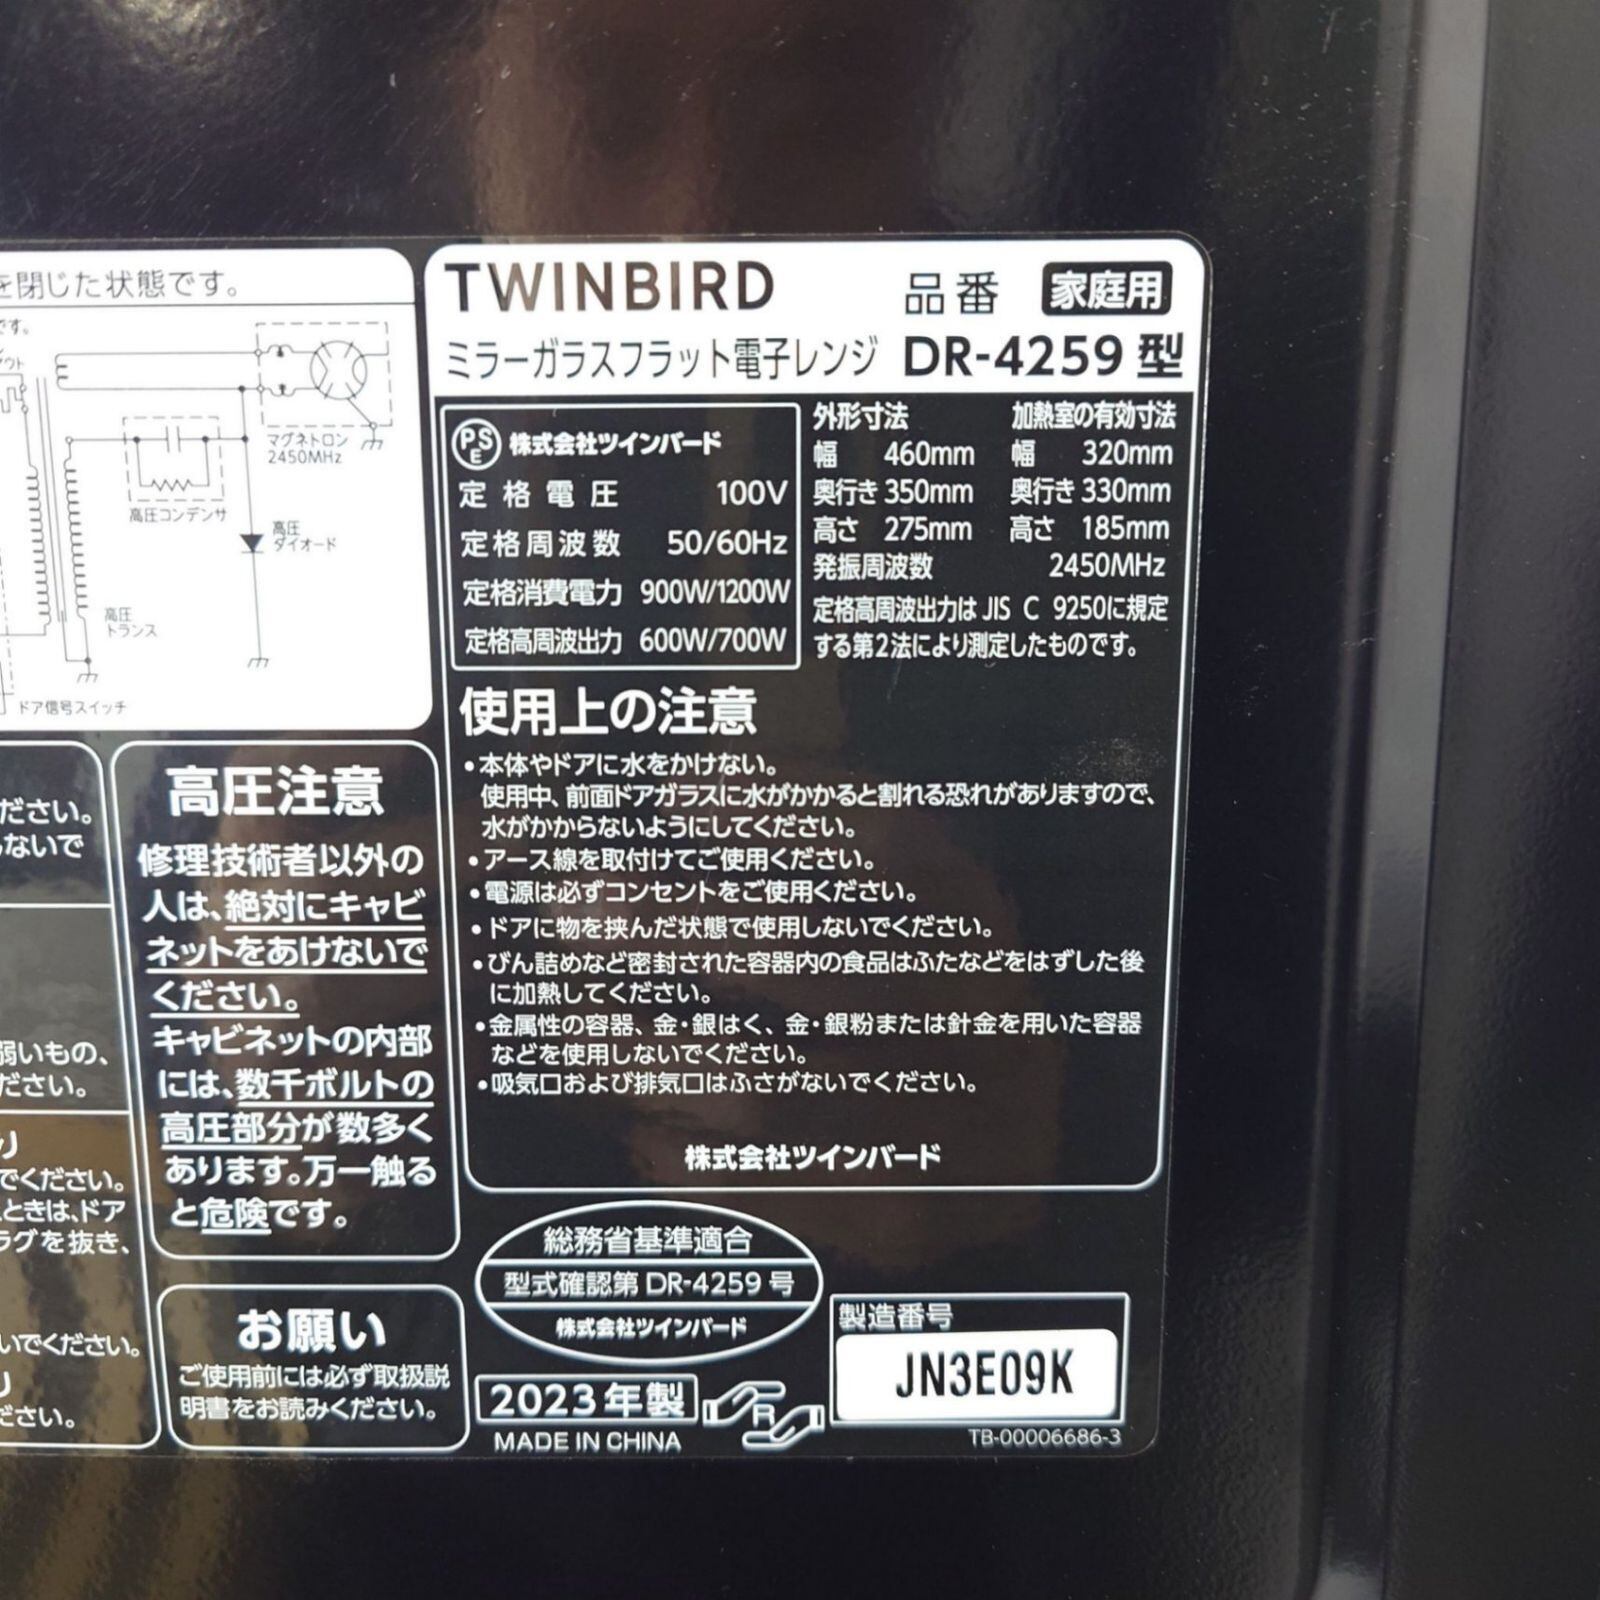 を閉じた状態です。
です。
マグネトロン
2450MHz
高圧コンデンサ
高圧
ダイオード
高圧
トランス
ドア信号スイッチ
TWINBIRD 品番 家庭用
ミラーガラスフラット電子レンジ DR-4259型
PSE 株式会社ツインバード
定格電圧 100V
定格周波数 50/60Hz
定格消費電力 900W/1200W
定格高周波出力 600W/700W
外形寸法 加熱室の有効寸法
幅 460mm 幅 320mm
奥行き 350mm 奥行き 330mm
高さ 275mm 高さ 185mm
発振周波数 2450MHz
定格高周波出力は JIS C 9250に規定
する第2法により測定したものです。
使用上の注意
•本体やドアに水をかけない。
使用中、前面ドアガラスに水がかかると割れる恐れがありますので、
水がかからないようにしてください。
•アース線を取付けてご使用ください。
•電源は必ずコンセントをご使用ください。
•ドアに物を挟んだ状態で使用しないでください。
•びん詰めなど密封された容器内の食品はふたなどをはずした後
に加熱してください。
•金属性の容器、金・銀はく、金・銀粉または針金を用いた容器
などを使用しないでください。
•吸気口および排気口はふさがないでください。
株式会社ツインバード
ださい。
ないで
弱いもの、
ださい。
でください。
ときは、ドア
ラグを抜き、
いでください。
ださい。
高圧注意
修理技術者以外の
人は、絶対にキャビ
ネットをあけないで
ください。
キャビネットの内部
には、数千ボルトの
高圧部分が数多く
あります。万一触る
と危険です。
お願い
ご使用前には必ず取扱説
明書をお読みください。
総務省基準適合
型式確認第 DR-4259 号
株式会社ツインバード
2023年製
MADE IN CHINA
R
製造番号
JN3E09K
TB-00006686-3